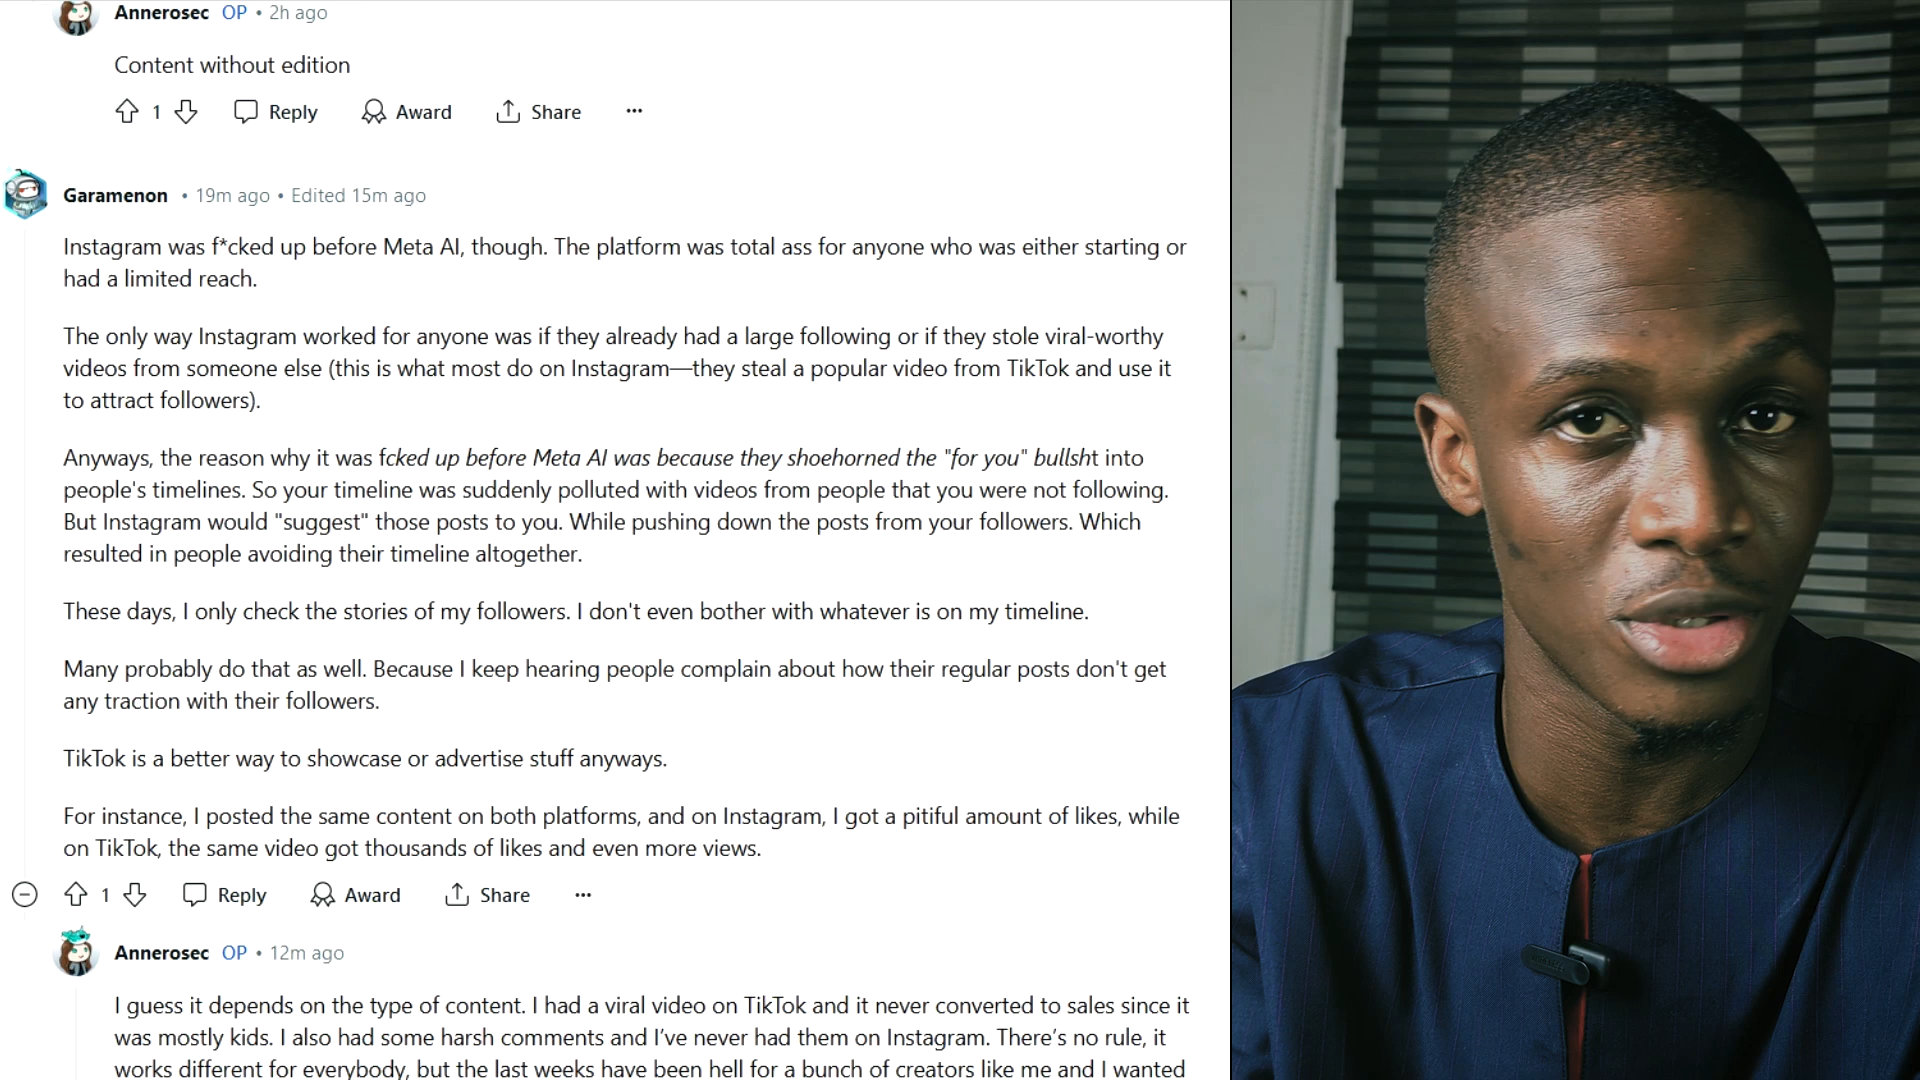 Annerosec OP • 2h ago
Content without edition
1 Reply Award Share ...
Garamenon • 19m ago • Edited 15m ago
Instagram was f*cked up before Meta AI, though. The platform was total ass for anyone who was either starting or
had a limited reach.
The only way Instagram worked for anyone was if they already had a large following or if they stole viral-worthy
videos from someone else (this is what most do on Instagram—they steal a popular video from TikTok and use it
to attract followers).
Anyways, the reason why it was fcked up before Meta AI was because they shoehorned the "for you" bullsht into
people's timelines. So your timeline was suddenly polluted with videos from people that you were not following.
But Instagram would "suggest" those posts to you. While pushing down the posts from your followers. Which
resulted in people avoiding their timeline altogether.
These days, I only check the stories of my followers. I don't even bother with whatever is on my timeline.
Many probably do that as well. Because I keep hearing people complain about how their regular posts don't get
any traction with their followers.
TikTok is a better way to showcase or advertise stuff anyways.
For instance, I posted the same content on both platforms, and on Instagram, I got a pitiful amount of likes, while
on TikTok, the same video got thousands of likes and even more views.
1 Reply Award Share ...
Annerosec OP • 12m ago
I guess it depends on the type of content. I had a viral video on TikTok and it never converted to sales since it
was mostly kids. I also had some harsh comments and I’ve never had them on Instagram. There’s no rule, it
works different for everybody, but the last weeks have been hell for a bunch of creators like me and I wanted